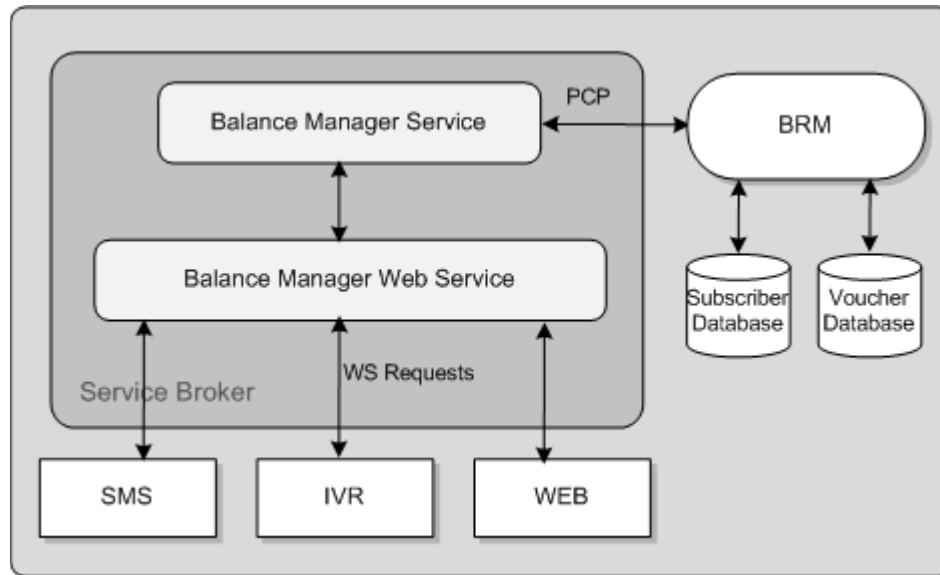 PCP
Balance Manager Service
BRM
Balance Manager Web Service
Subscriber
Database
Voucher
Database
WS Requests
Service Broker
SMS
IVR
WEB